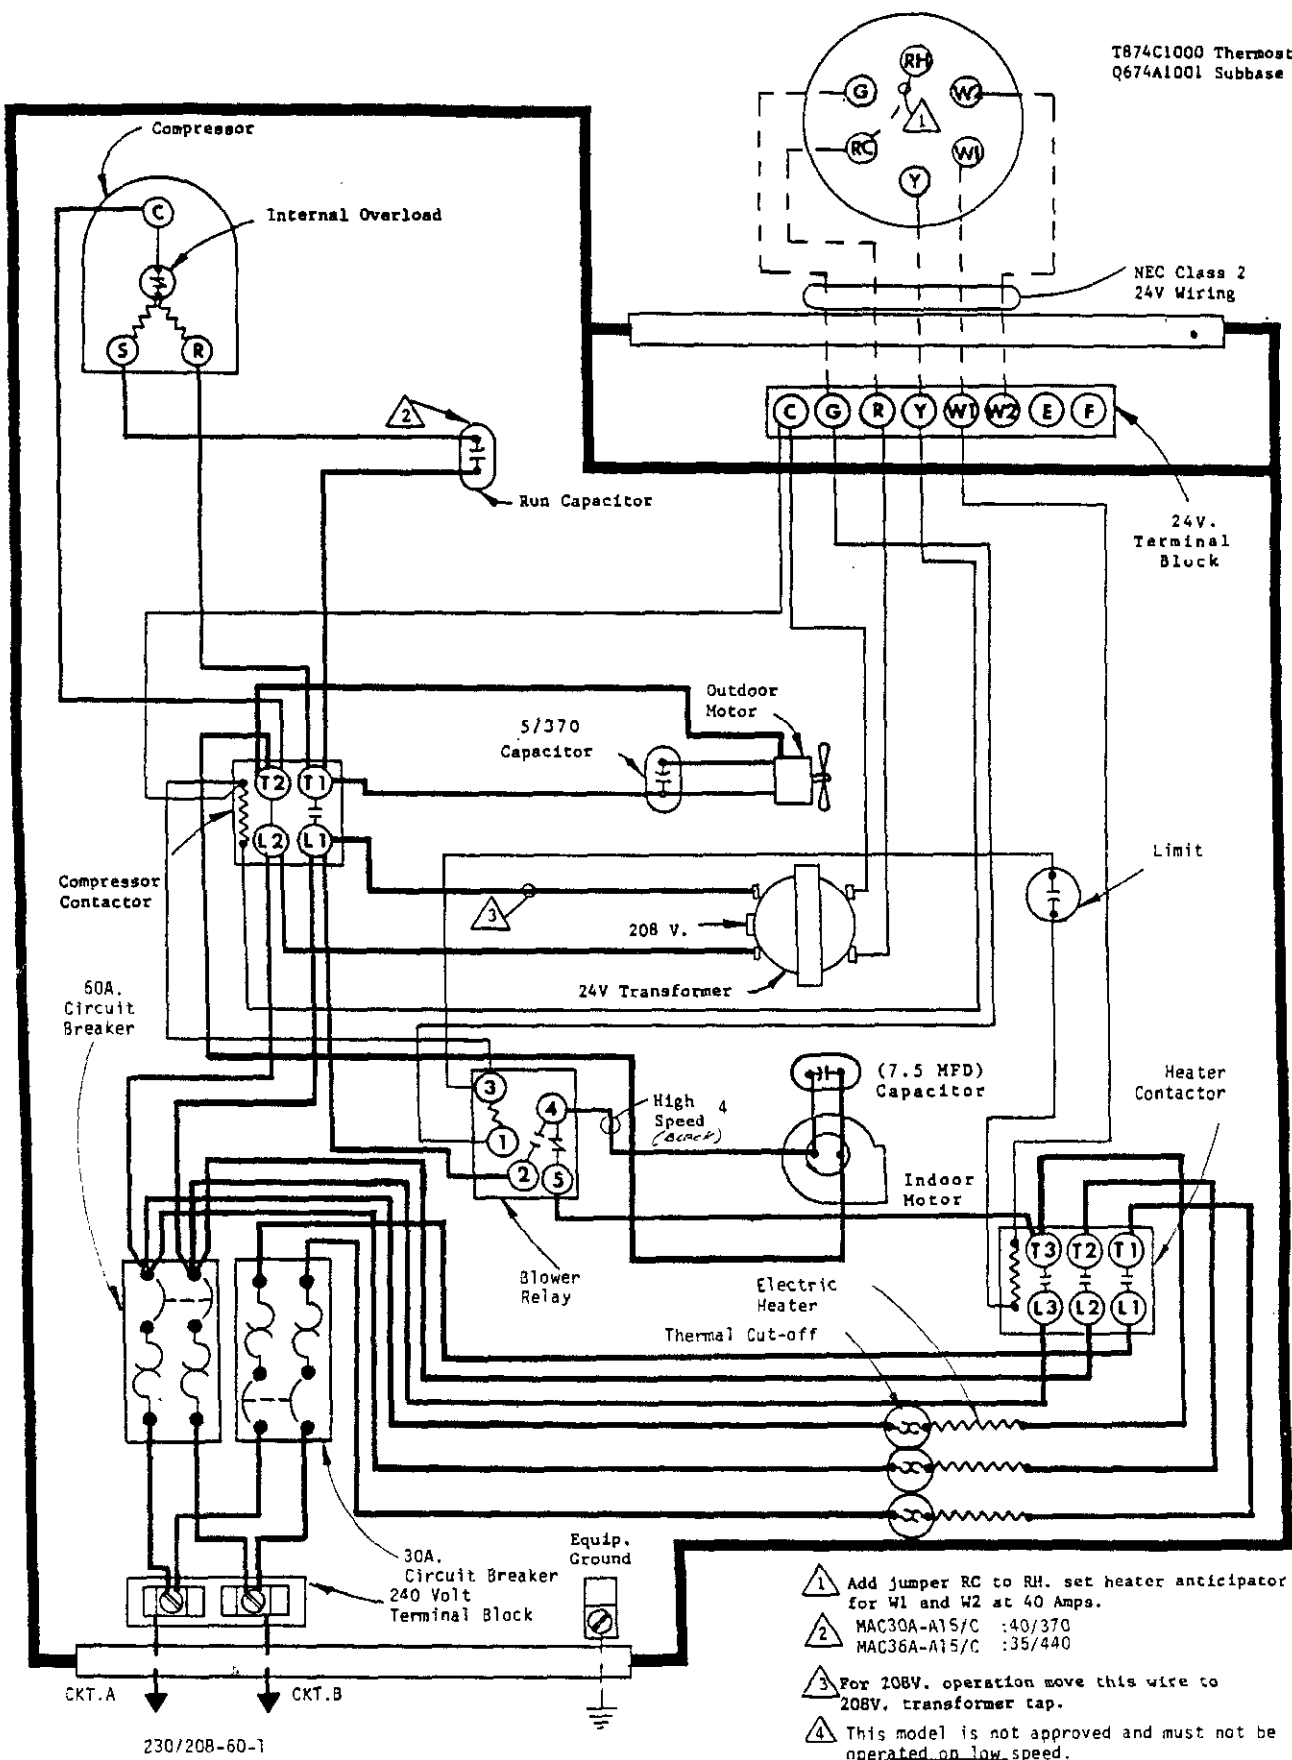 T874C1000 Thermost
Q674A1001 Subbase
RH
G
W2
1
RC
W1
Y
Compressor
C
Internal Overload
S
R
NEC Class 2
24V Wiring
C
G
R
Y
W1
W2
E
F
2
Run Capacitor
24V.
Terminal
Block
Outdoor
Motor
5/370
Capacitor
T2
T1
L2
L1
Limit
Compressor
Contactor
3
208 V.
24V Transformer
60A.
Circuit
Breaker
(7.5 MFD)
Capacitor
Heater
Contactor
3
4
1
2
5
High 4
Speed
(BLACK)
Indoor
Motor
T3
T2
T1
L3
L2
L1
Blower
Relay
Electric
Heater
Thermal Cut-off
30A.
Circuit Breaker
240 Volt
Terminal Block
Equip.
Ground
CKT.A
CKT.B
230/208-60-1
1 Add jumper RC to RH. set heater anticipator
for W1 and W2 at 40 Amps.
2 MAC30A-A15/C :40/370
MAC36A-A15/C :35/440
3 For 208V. operation move this wire to
208V. transformer tap.
4 This model is not approved and must not be
operated on low speed.